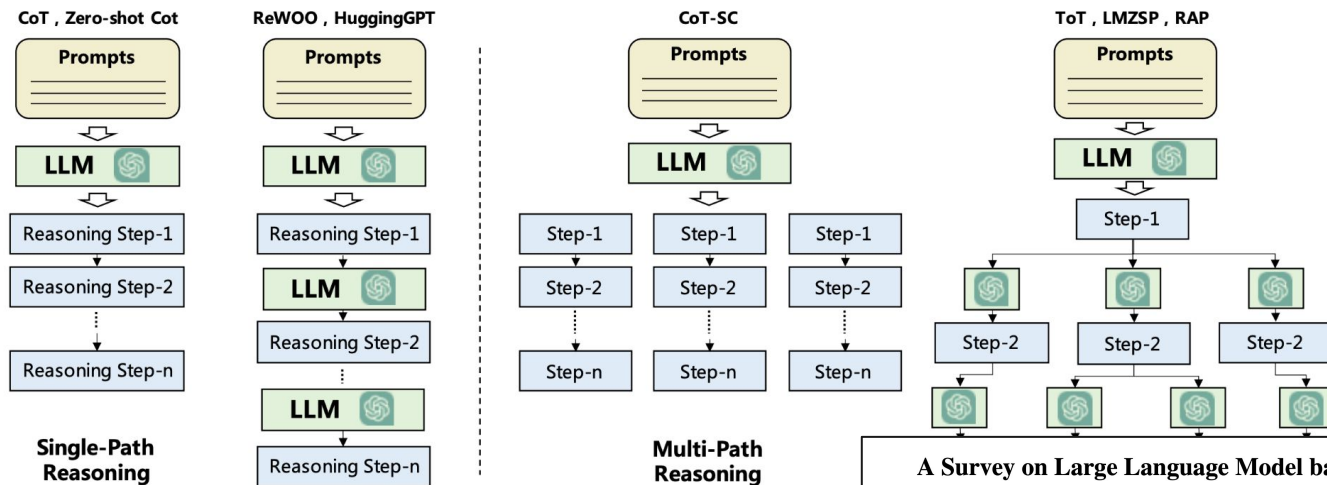 CoT , Zero-shot Cot
Prompts
LLM
Reasoning Step-1
Reasoning Step-2
Reasoning Step-n
Single-Path
Reasoning
ReWOO , HuggingGPT
Prompts
LLM
Reasoning Step-1
LLM
Reasoning Step-2
LLM
Reasoning Step-n
CoT-SC
Prompts
LLM
Step-1 Step-1 Step-1
Step-2 Step-2 Step-2
Step-n Step-n Step-n
Multi-Path
Reasoning
ToT , LMZSP , RAP
Prompts
LLM
Step-1
Step-2 Step-2 Step-2
A Survey on Large Language Model ba